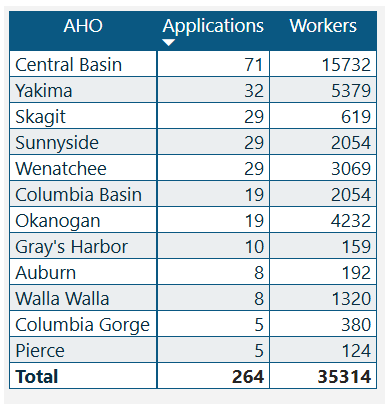 AHO Applications Workers
Central Basin 71 15732
Yakima 32 5379
Skagit 29 619
Sunnyside 29 2054
Wenatchee 29 3069
Columbia Basin 19 2054
Okanogan 19 4232
Gray's Harbor 10 159
Auburn 8 192
Walla Walla 8 1320
Columbia Gorge 5 380
Pierce 5 124
Total 264 35314